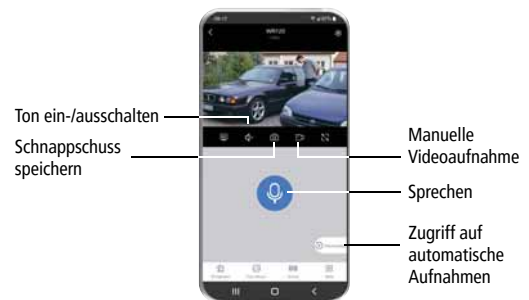 Ton ein-/ausschalten
Schnappschuss
speichern
Manuelle
Videoaufnahme
Sprechen
Zugriff auf
automatische
Aufnahmen